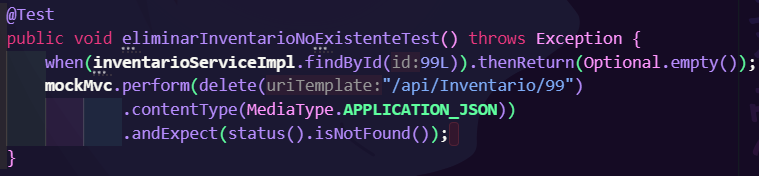 @Test
public void eliminarInventarioNoExistenteTest() throws Exception {
    when(inventarioServiceImpl.findById(id:99L)).thenReturn(Optional.empty());
    mockMvc.perform(delete(uriTemplate:"/api/Inventario/99")
            .contentType(MediaType.APPLICATION_JSON))
            .andExpect(status().isNotFound());
}